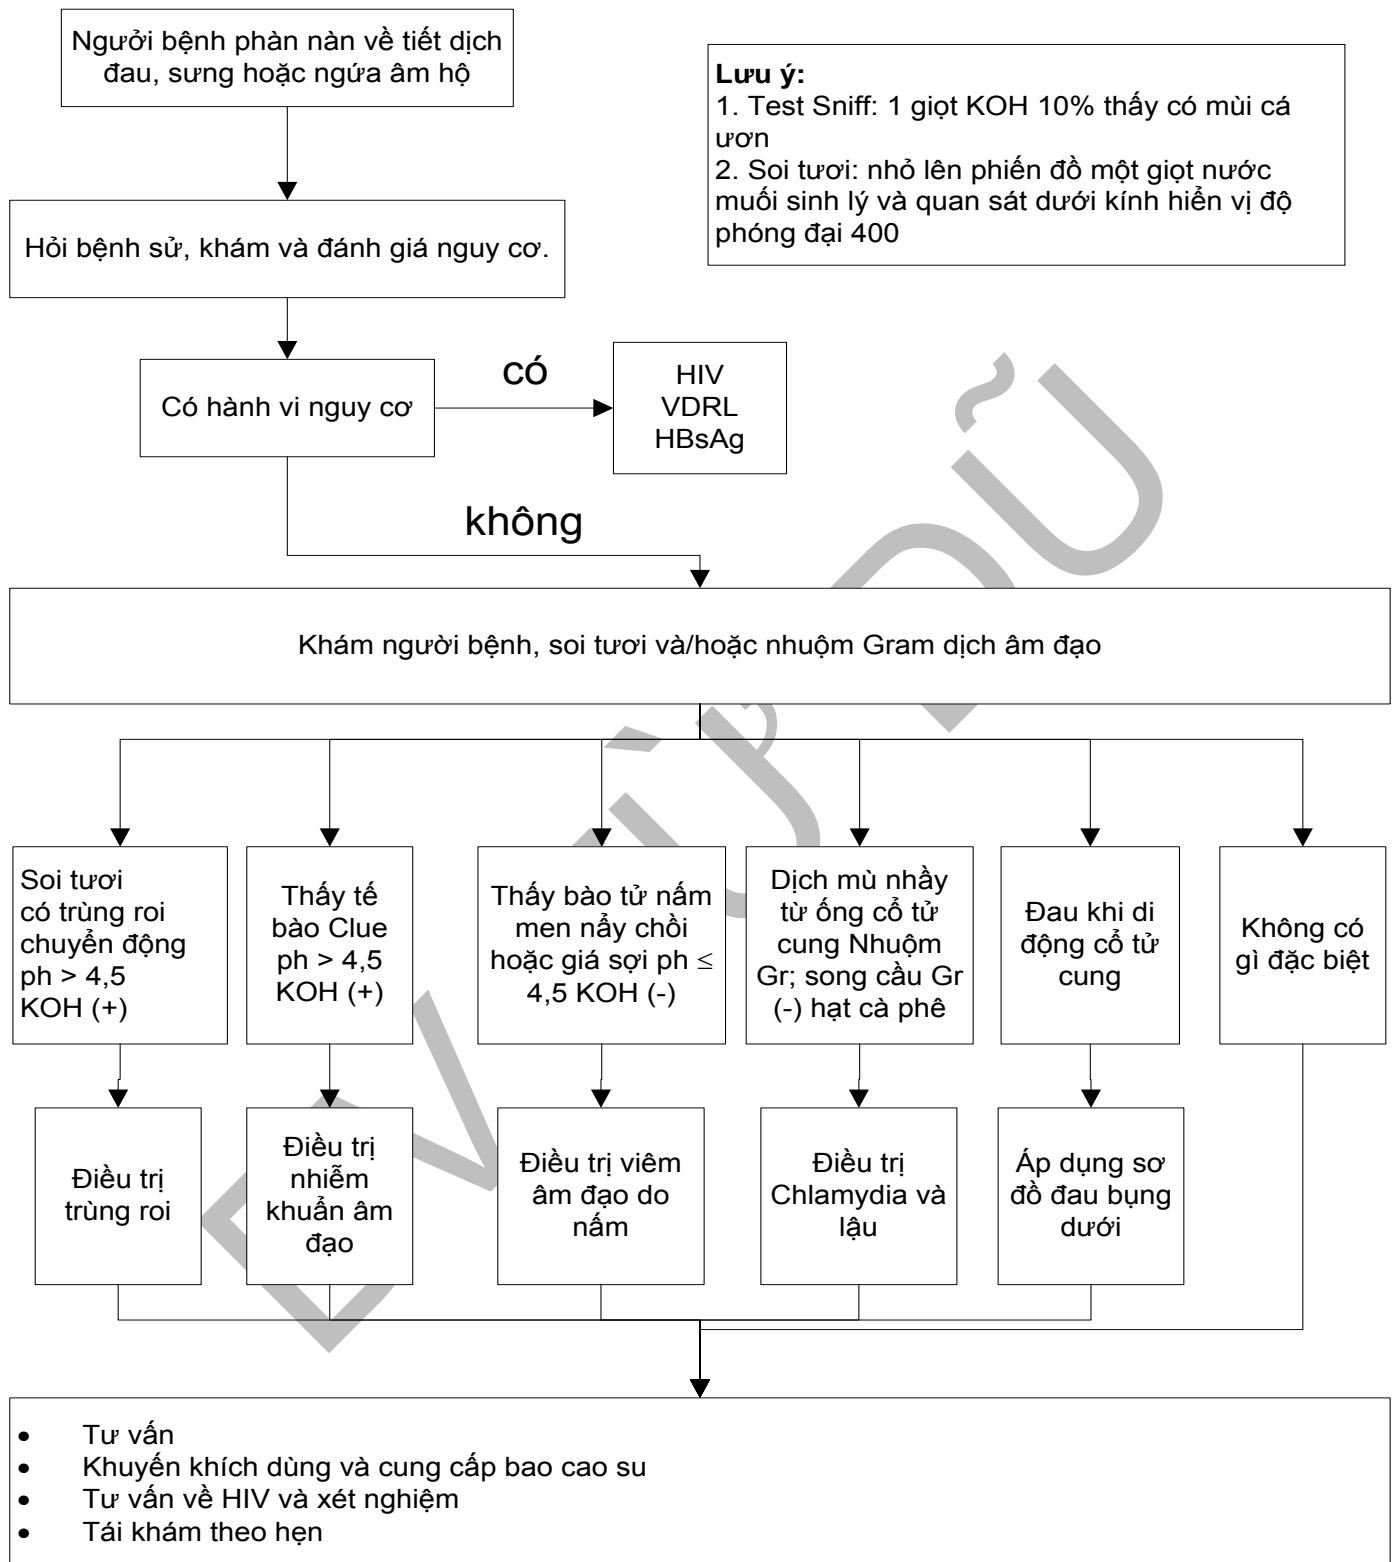 Ngưởi bệnh phàn nàn về tiết dịch
đau, sưng hoặc ngứa âm hộ
Lưu ý:
1. Test Sniff: 1 giọt KOH 10% thấy có mùi cá
ươn
2. Soi tươi: nhỏ lên phiến đồ một giọt nước
muối sinh lý và quan sát dưới kính hiển vị độ
phóng đại 400
Hỏi bệnh sử, khám và đánh giá nguy cơ.
Có hành vi nguy cơ
có
HIV
VDRL
HBsAg
không
Khám người bệnh, soi tươi và/hoặc nhuộm Gram dịch âm đạo
Soi tươi
có trùng roi
chuyển động
ph > 4,5
KOH (+)
Thấy tế
bào Clue
ph > 4,5
KOH (+)
Thấy bào tử nấm
men nẩy chồi
hoặc giá sợi ph ≤
4,5 KOH (-)
Dịch mù nhầy
từ ống cổ tử
cung Nhuộm
Gr; song cầu Gr
(-) hạt cà phê
Đau khi di
động cổ tử
cung
Không có
gì đặc biệt
Điều trị
trùng roi
Điều trị
nhiễm
khuẩn âm
đạo
Điều trị viêm
âm đạo do
nấm
Điều trị
Chlamydia và
lậu
Áp dụng sơ
đồ đau bụng
dưới
• Tư vấn
• Khuyến khích dùng và cung cấp bao cao su
• Tư vấn về HIV và xét nghiệm
• Tái khám theo hẹn
BV TỪ DŨ